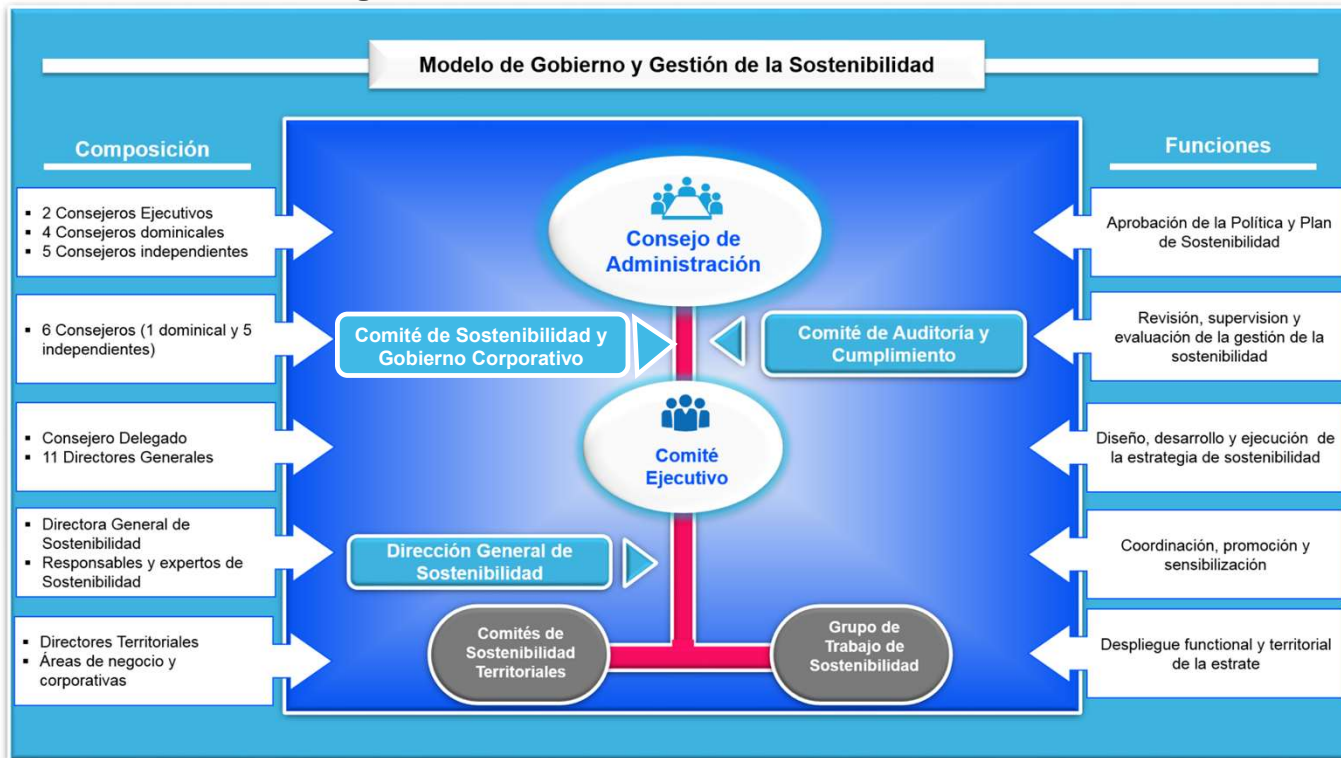 Modelo de Gobierno y Gestión de la Sostenibilidad
Composición
▪ 2 Consejeros Ejecutivos
▪ 4 Consejeros dominicales
▪ 5 Consejeros independientes
▪ 6 Consejeros (1 dominical y 5
independientes)
▪ Consejero Delegado
▪ 11 Directores Generales
▪ Directora General de
Sostenibilidad
▪ Responsables y expertos de
Sostenibilidad
▪ Directores Territoriales
▪ Áreas de negocio y
corporativas
Consejo de
Administración
Comité de Sostenibilidad y
Gobierno Corporativo
Comité de Auditoría y
Cumplimiento
Comité
Ejecutivo
Dirección General de
Sostenibilidad
Comités de
Sostenibilidad
Territoriales
Grupo de
Trabajo de
Sostenibilidad
Funciones
Aprobación de la Política y Plan
de Sostenibilidad
Revisión, supervision y
evaluación de la gestión de la
sostenibilidad
Diseño, desarrollo y ejecución de
la estrategia de sostenibilidad
Coordinación, promoción y
sensibilización
Despliegue functional y territorial
de la estrate